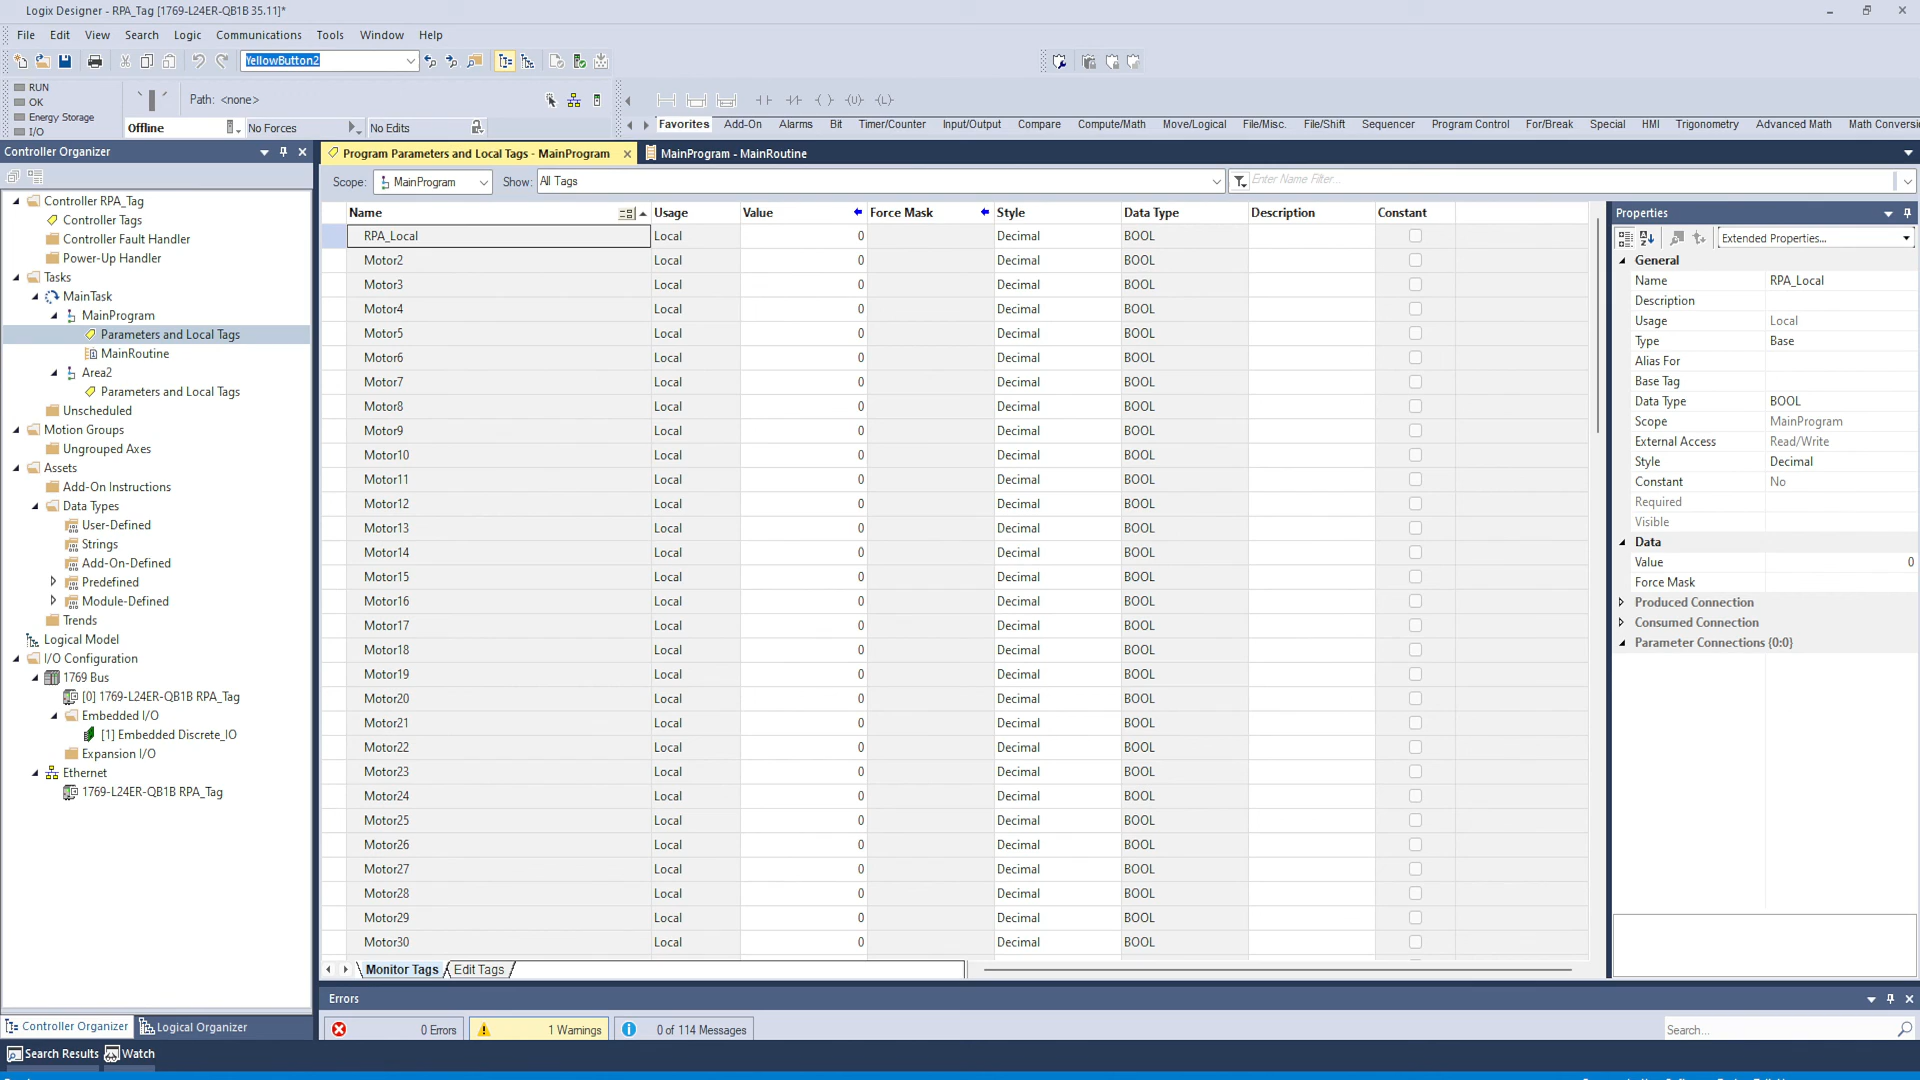 Logix Designer - RPA_Tag [1769-L24ER-QB1B 35.11]*
File Edit View Search Logic Communications Tools Window Help
YellowButton2
RUN
OK
Energy Storage
I/O
Path: <none>
Offline No Forces No Edits
Favorites Add-On Alarms Bit Timer/Counter Input/Output Compare Compute/Math Move/Logical File/Misc. File/Shift Sequencer Program Control For/Break Special HMI Trigonometry Advanced Math Math Conversi
Controller Organizer
Controller RPA_Tag
Controller Tags
Controller Fault Handler
Power-Up Handler
Tasks
MainTask
MainProgram
Parameters and Local Tags
MainRoutine
Area2
Parameters and Local Tags
Unscheduled
Motion Groups
Ungrouped Axes
Assets
Add-On Instructions
Data Types
User-Defined
Strings
Add-On-Defined
Predefined
Module-Defined
Trends
Logical Model
I/O Configuration
1769 Bus
[0] 1769-L24ER-QB1B RPA_Tag
Embedded I/O
[1] Embedded Discrete_IO
Expansion I/O
Ethernet
1769-L24ER-QB1B RPA_Tag
Controller Organizer Logical Organizer
Program Parameters and Local Tags - MainProgram MainProgram - MainRoutine
Scope: MainProgram Show: All Tags Enter Name Filter...
Name Usage Value Force Mask Style Data Type Description Constant
RPA_Local Local 0 Decimal BOOL
Motor2 Local 0 Decimal BOOL
Motor3 Local 0 Decimal BOOL
Motor4 Local 0 Decimal BOOL
Motor5 Local 0 Decimal BOOL
Motor6 Local 0 Decimal BOOL
Motor7 Local 0 Decimal BOOL
Motor8 Local 0 Decimal BOOL
Motor9 Local 0 Decimal BOOL
Motor10 Local 0 Decimal BOOL
Motor11 Local 0 Decimal BOOL
Motor12 Local 0 Decimal BOOL
Motor13 Local 0 Decimal BOOL
Motor14 Local 0 Decimal BOOL
Motor15 Local 0 Decimal BOOL
Motor16 Local 0 Decimal BOOL
Motor17 Local 0 Decimal BOOL
Motor18 Local 0 Decimal BOOL
Motor19 Local 0 Decimal BOOL
Motor20 Local 0 Decimal BOOL
Motor21 Local 0 Decimal BOOL
Motor22 Local 0 Decimal BOOL
Motor23 Local 0 Decimal BOOL
Motor24 Local 0 Decimal BOOL
Motor25 Local 0 Decimal BOOL
Motor26 Local 0 Decimal BOOL
Motor27 Local 0 Decimal BOOL
Motor28 Local 0 Decimal BOOL
Motor29 Local 0 Decimal BOOL
Motor30 Local 0 Decimal BOOL
Monitor Tags Edit Tags
Properties
Extended Properties...
General
Name RPA_Local
Description
Usage Local
Type Base
Alias For
Base Tag
Data Type BOOL
Scope MainProgram
External Access Read/Write
Style Decimal
Constant No
Required
Visible
Data
Value 0
Force Mask
Produced Connection
Consumed Connection
Parameter Connections {0:0}
Errors
0 Errors 1 Warnings 0 of 114 Messages Search...
Search Results Watch